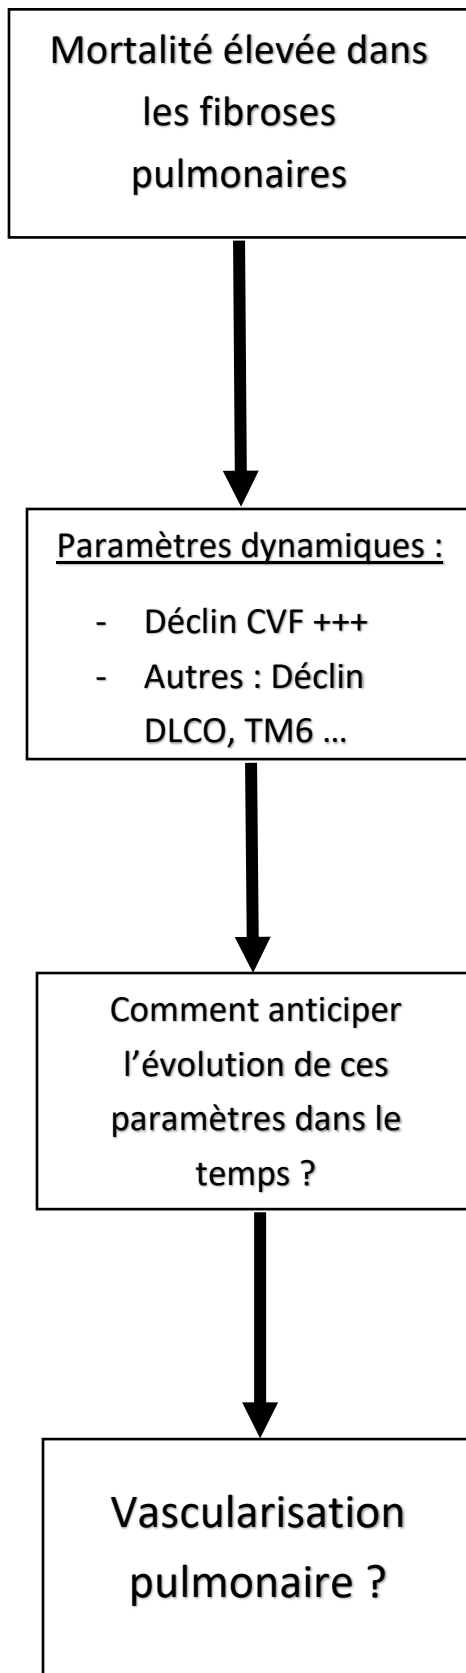 Mortalité élevée dans
les fibroses
pulmonaires
Paramètres dynamiques :
- Déclin CVF +++
- Autres : Déclin
DLCO, TM6 ...
Comment anticiper
l’évolution de ces
paramètres dans le
temps ?
Vascularisation
pulmonaire ?